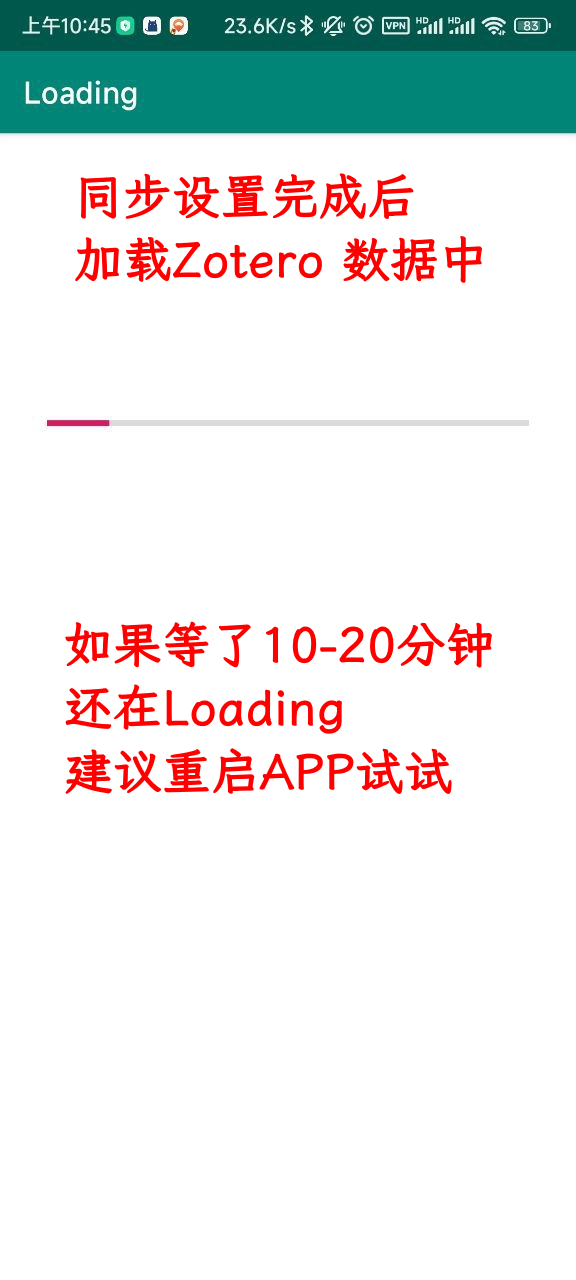 上午10:45 23.6K/s VPN HD HD 83
Loading
同步设置完成后
加载Zotero 数据中
如果等了10-20分钟
还在Loading
建议重启APP试试